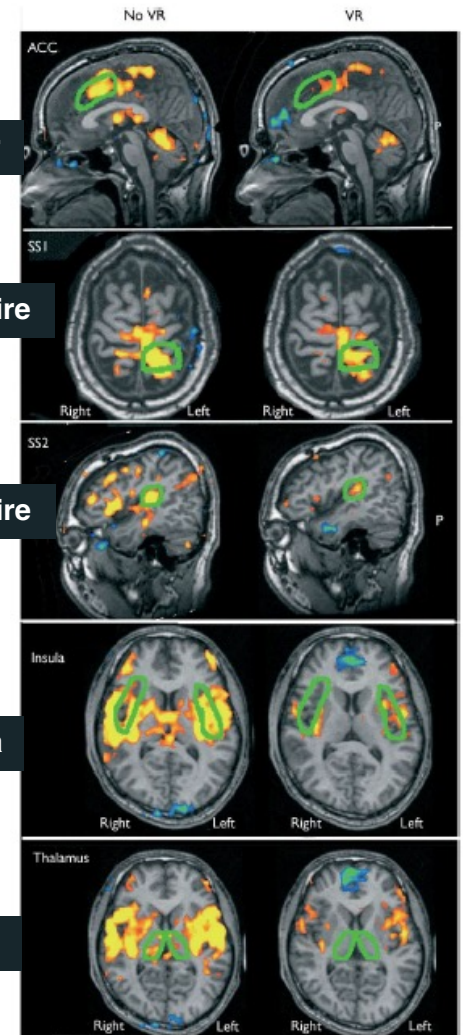 No VR VR
ACC
P
SS1
ire
Right Left Right Left
SS2
ire
P
Insula
Right Left Right Left
Thalamus
Right Left Right Left